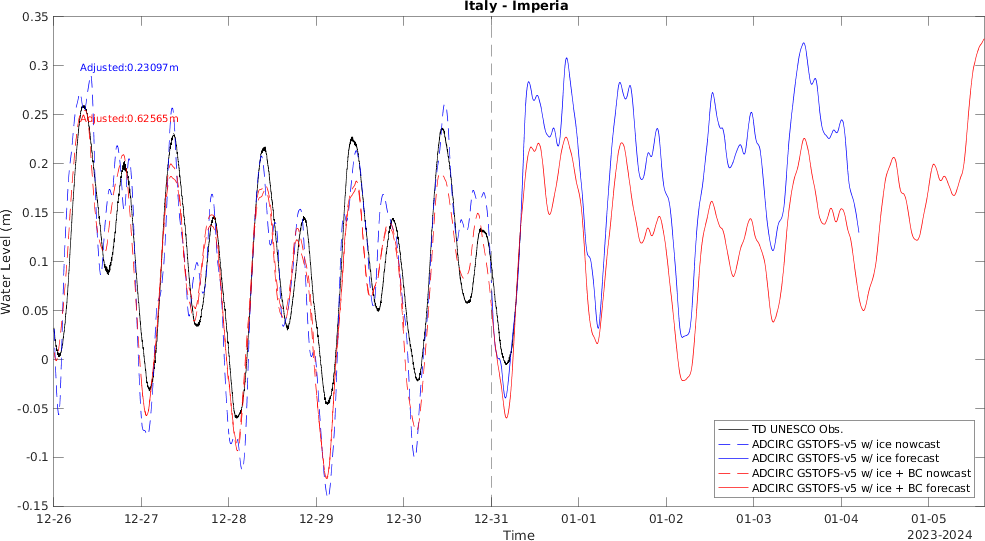 Italy - Imperia
0.35
0.3
0.25
0.2
0.15
0.1
0.05
0
-0.05
-0.1
-0.15
Water Level (m)
Adjusted:0.23097m
Adjusted:0.62565m
TD UNESCO Obs.
ADCIRC GSTOFS-v5 w/ ice nowcast
ADCIRC GSTOFS-v5 w/ ice forecast
ADCIRC GSTOFS-v5 w/ ice + BC nowcast
ADCIRC GSTOFS-v5 w/ ice + BC forecast
12-26 12-27 12-28 12-29 12-30 12-31 01-01 01-02 01-03 01-04 01-05
Time
2023-2024